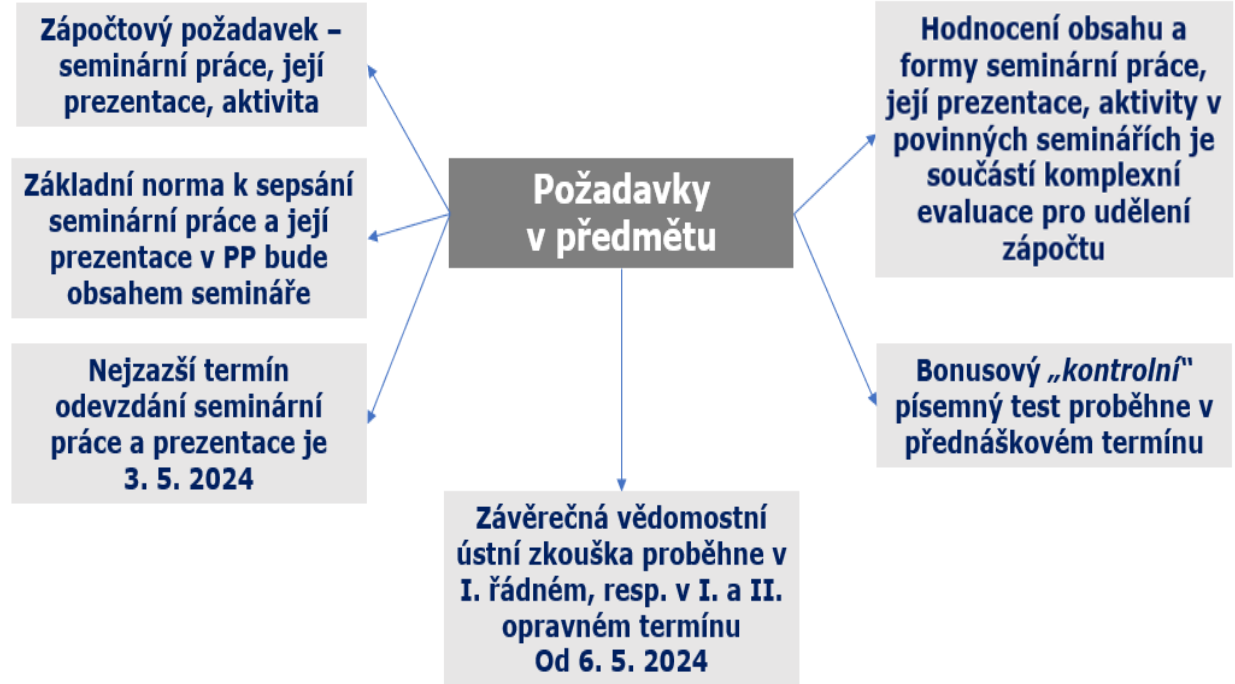 Zápočtový požadavek –
seminární práce, její
prezentace, aktivita
Základní norma k sepsání
seminární práce a její
prezentace v PP bude
obsahem semináře
Nejzazší termín
odevzdání seminární
práce a prezentace je
3. 5. 2024
Požadavky
v předmětu
Závěrečná vědomostní
ústní zkouška proběhne v
I. řádném, resp. v I. a II.
opravném termínu
Od 6. 5. 2024
Hodnocení obsahu a
formy seminární práce,
její prezentace, aktivity v
povinných seminářích je
součástí komplexní
evaluace pro udělení
zápočtu
Bonusový „kontrolní“
písemný test proběhne v
přednáškovém termínu